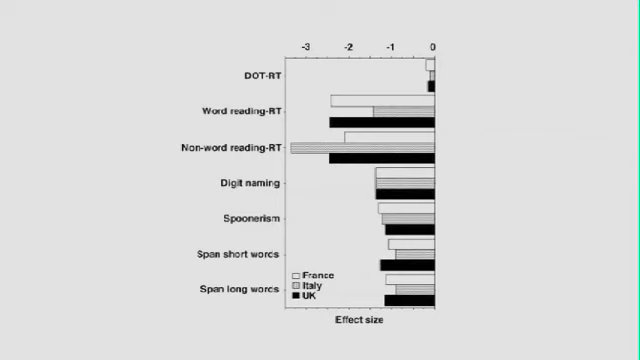 -3 -2 -1 0
DOT-RT
Word reading-RT
Non-word reading-RT
Digit naming
Spoonerism
Span short words
Span long words
France
Italy
UK
Effect size